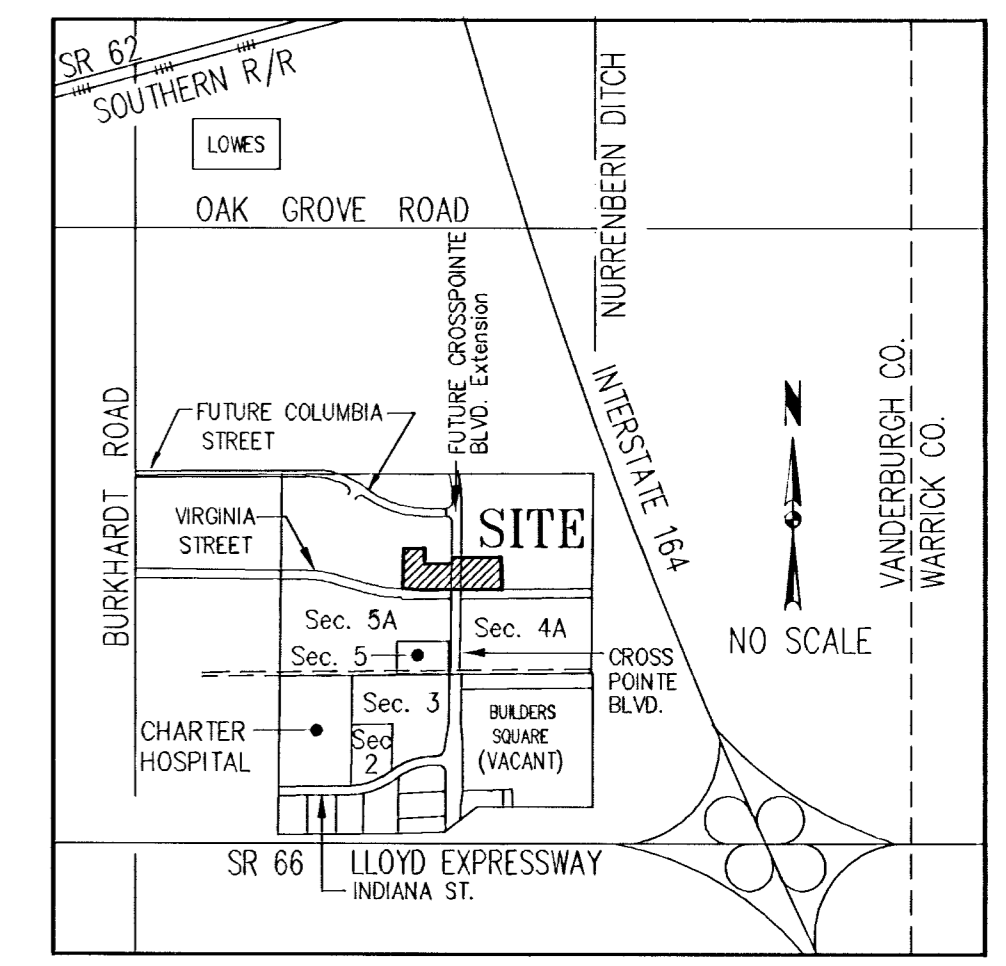 SR 62
SOUTHERN R/R
LOWES
OAK GROVE ROAD
NURRENBERN DITCH
FUTURE CROSSPOINTE
BLVD. Extension
BURKHARDT ROAD
FUTURE COLUMBIA
STREET
INTERSTATE 164
VANDERBURGH CO.
WARRICK CO.
N
NO SCALE
VIRGINIA
STREET
SITE
Sec. 5A
Sec. 4A
Sec. 5
CROSS
POINTE
BLVD.
Sec. 3
CHARTER
HOSPITAL
Sec
2
BUILDERS
SQUARE
(VACANT)
SR 66 LLOYD EXPRESSWAY
INDIANA ST.